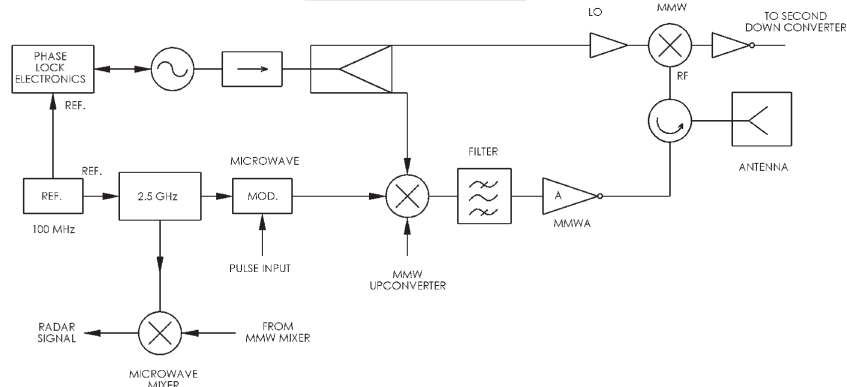 LO
MMW
TO SECOND
DOWN CONVERTER
PHASE
LOCK
ELECTRONICS
REF.
RF
ANTENNA
MICROWAVE
FILTER
REF.
REF.
2.5 GHz
MOD.
A
MMWA
100 MHz
PULSE INPUT
MMW
UPCONVERTER
RADAR
SIGNAL
FROM
MMW MIXER
MICROWAVE
MIXER